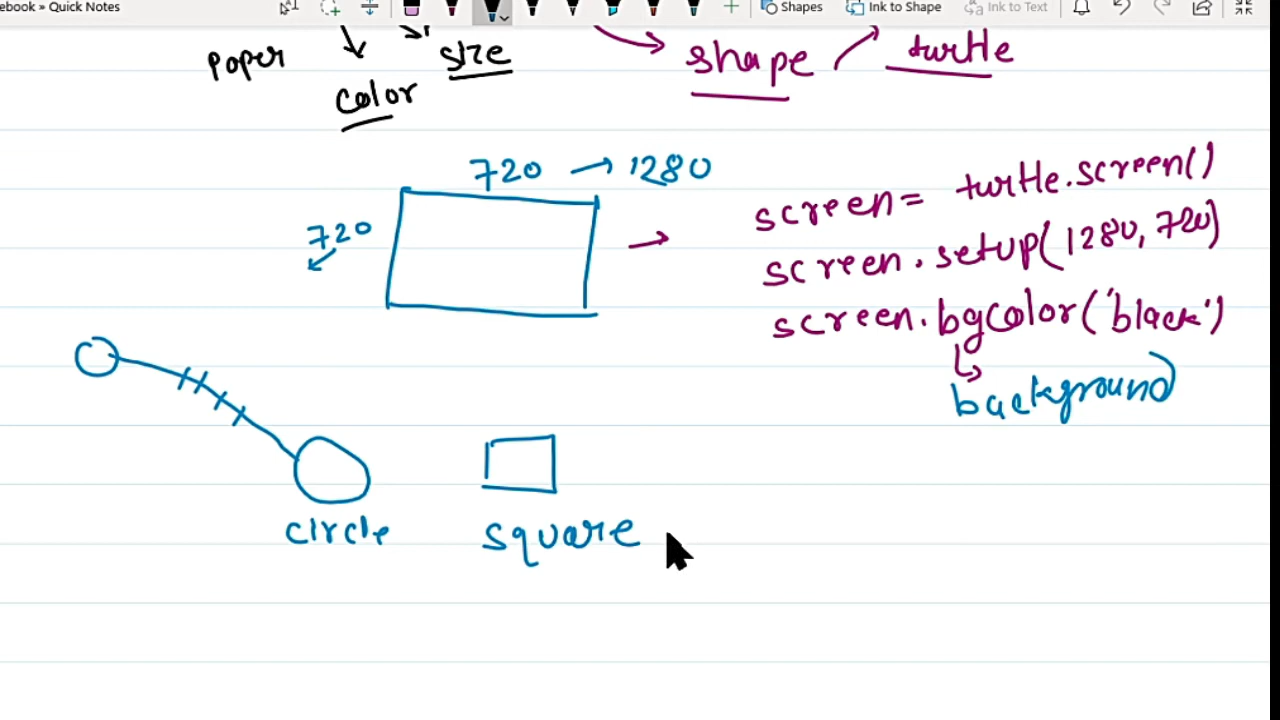 ebook » Quick Notes
Shapes Ink to Shape Ink to Text
Paper size shape turtle
color
720 → 1280
720
screen= turtle.screen()
screen.setup(1280,720)
screen.bgcolor('black')
background
circle square